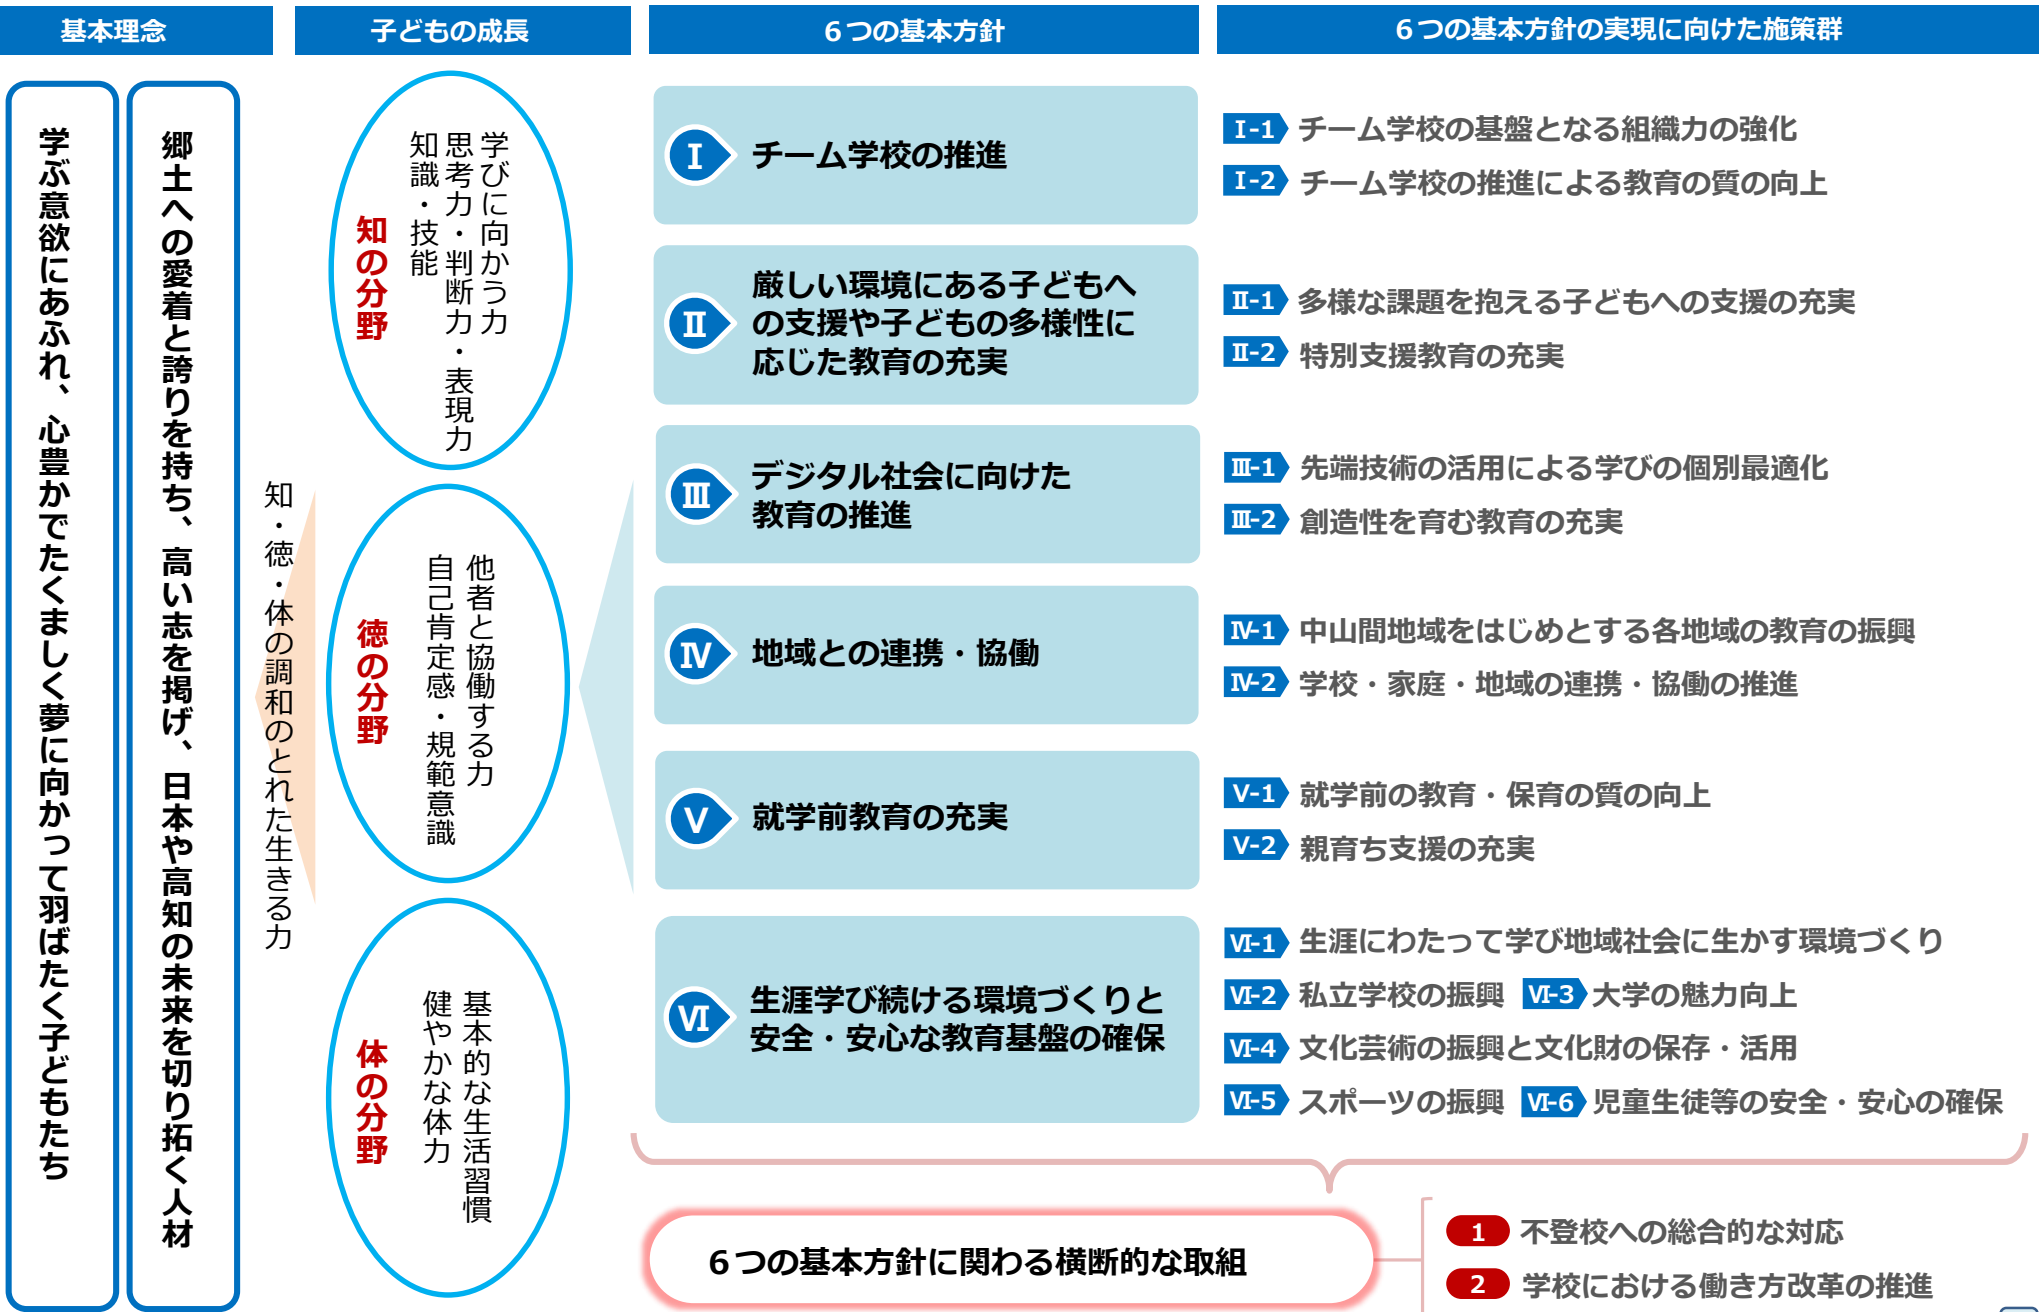 基本理念
子どもの成長
６つの基本方針
６つの基本方針の実現に向けた施策群
郷土への愛着と誇りを持ち、高い志を掲げ、日本や高知の未来を切り拓く人材
学ぶ意欲にあふれ、心豊かでたくましく夢に向かって羽ばたく子どもたち
知・徳・体の調和のとれた生きる力
学びに向かう力
思考力・判断力・表現力
知識・技能
知の分野
他者と協働する力
自己肯定感・規範意識
徳の分野
基本的な生活習慣
健やかな体力
体の分野
Ⅰ チーム学校の推進
Ⅰ-1 チーム学校の基盤となる組織力の強化
Ⅰ-2 チーム学校の推進による教育の質の向上
Ⅱ 厳しい環境にある子どもへ
の支援や子どもの多様性に
応じた教育の充実
Ⅱ-1 多様な課題を抱える子どもへの支援の充実
Ⅱ-2 特別支援教育の充実
Ⅲ デジタル社会に向けた
教育の推進
Ⅲ-1 先端技術の活用による学びの個別最適化
Ⅲ-2 創造性を育む教育の充実
Ⅳ 地域との連携・協働
Ⅳ-1 中山間地域をはじめとする各地域の教育の振興
Ⅳ-2 学校・家庭・地域の連携・協働の推進
Ⅴ 就学前教育の充実
Ⅴ-1 就学前の教育・保育の質の向上
Ⅴ-2 親育ち支援の充実
Ⅵ 生涯学び続ける環境づくりと
安全・安心な教育基盤の確保
Ⅵ-1 生涯にわたって学び地域社会に生かす環境づくり
Ⅵ-2 私立学校の振興 Ⅵ-3 大学の魅力向上
Ⅵ-4 文化芸術の振興と文化財の保存・活用
Ⅵ-5 スポーツの振興 Ⅵ-6 児童生徒等の安全・安心の確保
６つの基本方針に関わる横断的な取組
1 不登校への総合的な対応
2 学校における働き方改革の推進